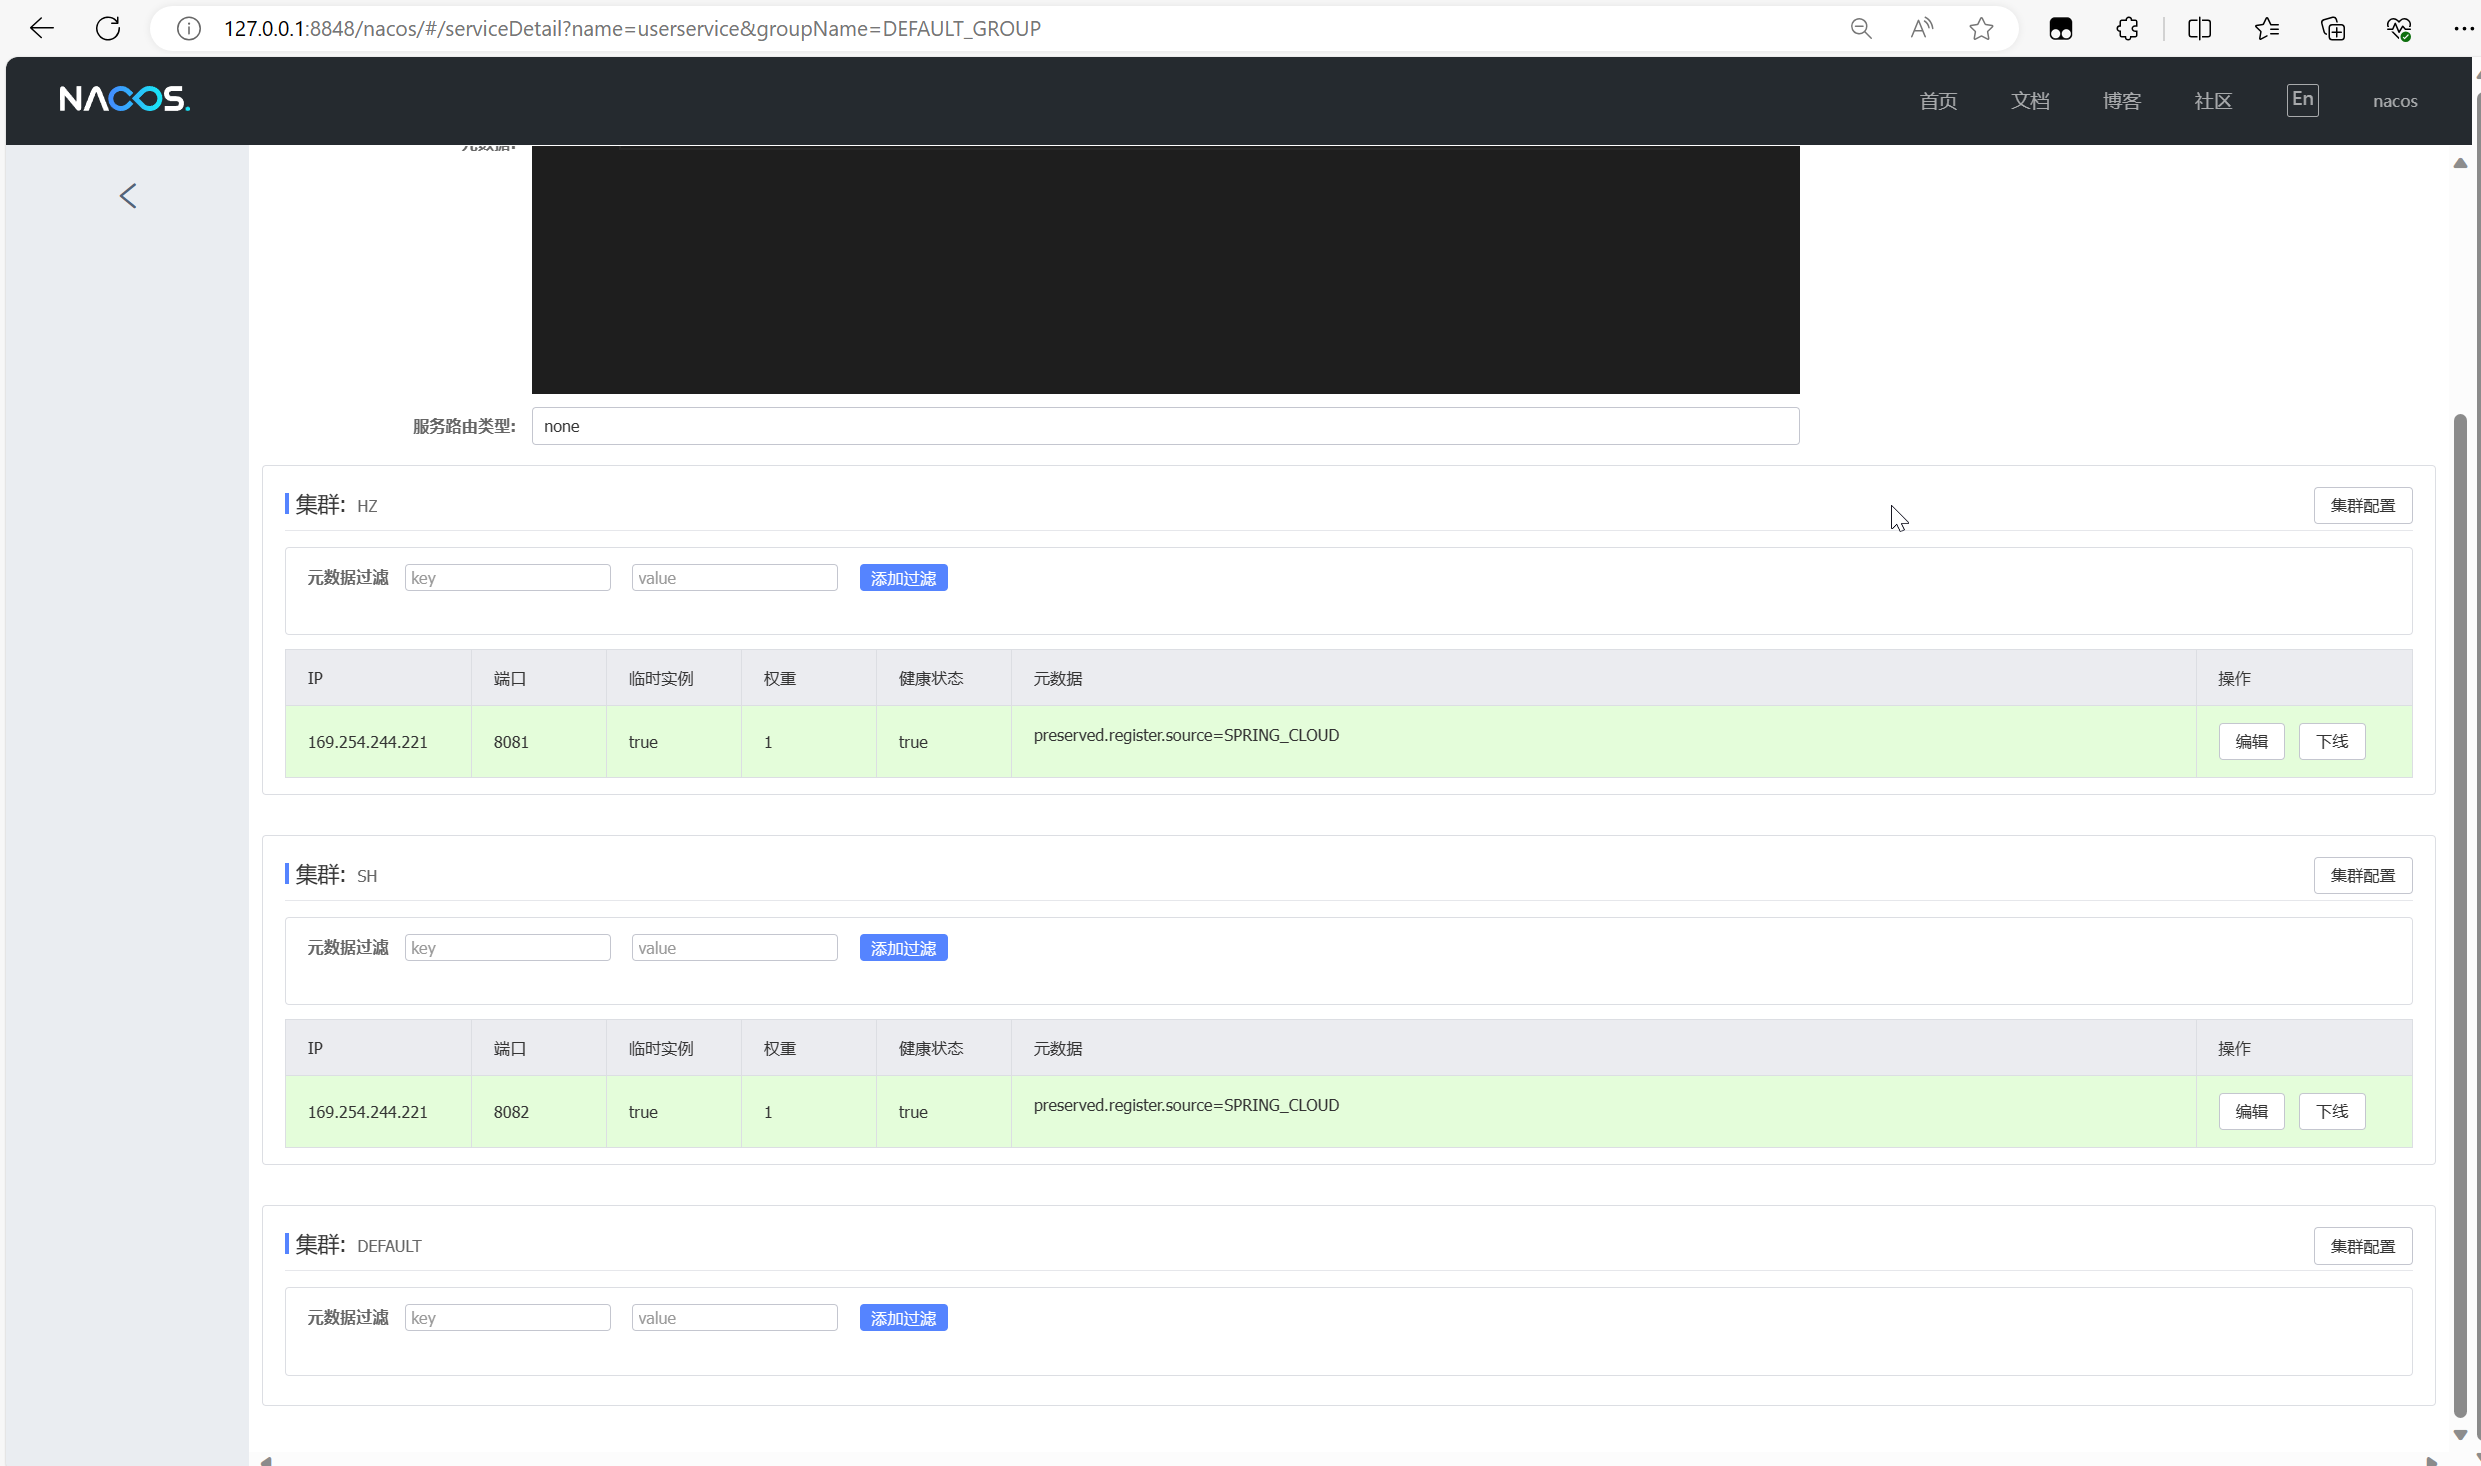 127.0.0.1:8848/nacos/#/serviceDetail?name=userservice&groupName=DEFAULT_GROUP
NACOS.
首页 文档 博客 社区 En nacos
元数据:
服务路由类型: none
集群: HZ 集群配置
元数据过滤 key value 添加过滤
IP 端口 临时实例 权重 健康状态 元数据 操作
169.254.244.221 8081 true 1 true preserved.register.source=SPRING_CLOUD 编辑 下线
集群: SH 集群配置
元数据过滤 key value 添加过滤
IP 端口 临时实例 权重 健康状态 元数据 操作
169.254.244.221 8082 true 1 true preserved.register.source=SPRING_CLOUD 编辑 下线
集群: DEFAULT 集群配置
元数据过滤 key value 添加过滤